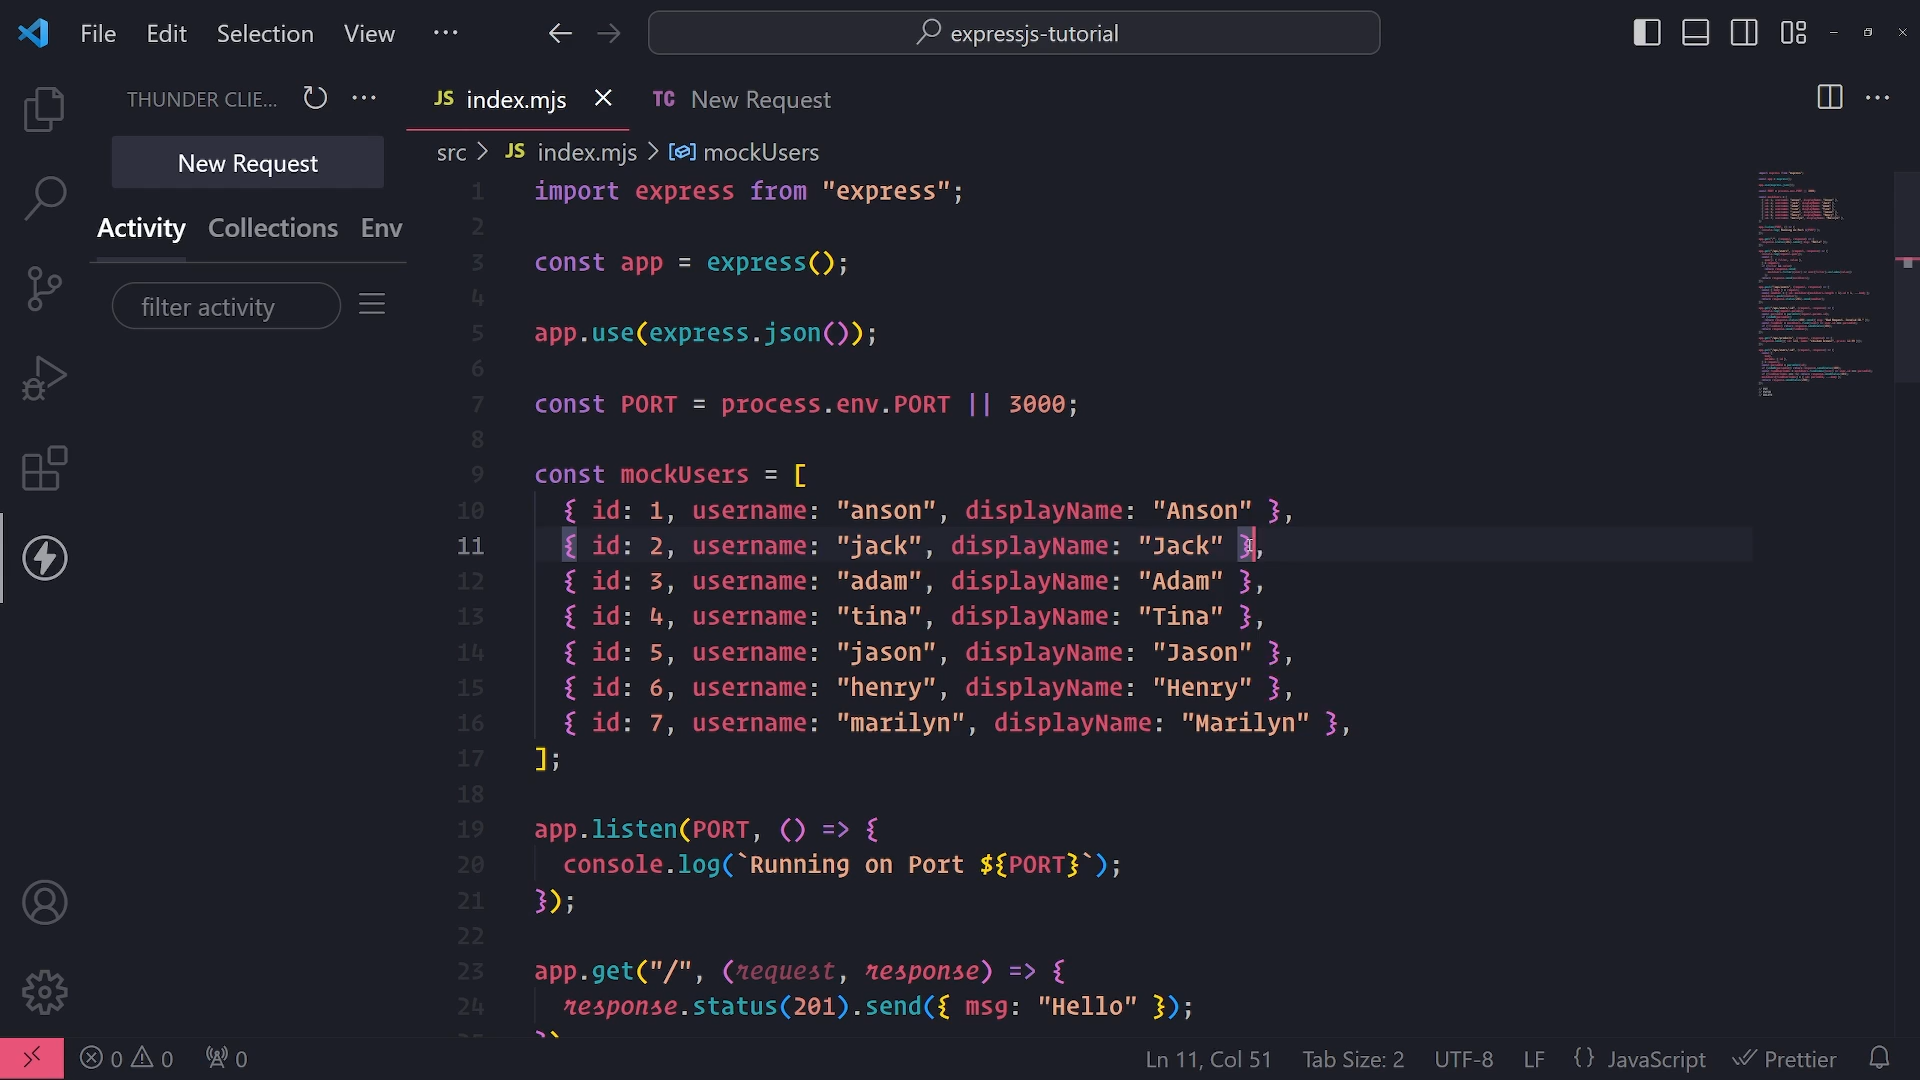 File Edit Selection View ··· expressjs-tutorial
THUNDER CLIE... ···
New Request
Activity Collections Env
filter activity
JS index.mjs TC New Request ···
src > JS index.mjs > mockUsers
1 import express from "express";
2
3 const app = express();
4
5 app.use(express.json());
6
7 const PORT = process.env.PORT || 3000;
8
9 const mockUsers = [
10 { id: 1, username: "anson", displayName: "Anson" },
11 { id: 2, username: "jack", displayName: "Jack" },
12 { id: 3, username: "adam", displayName: "Adam" },
13 { id: 4, username: "tina", displayName: "Tina" },
14 { id: 5, username: "jason", displayName: "Jason" },
15 { id: 6, username: "henry", displayName: "Henry" },
16 { id: 7, username: "marilyn", displayName: "Marilyn" },
17 ];
18
19 app.listen(PORT, () => {
20 console.log(`Running on Port ${PORT}`);
21 });
22
23 app.get("/", (request, response) => {
24 response.status(201).send({ msg: "Hello" });
0 0 0 Ln 11, Col 51 Tab Size: 2 UTF-8 LF {} JavaScript Prettier